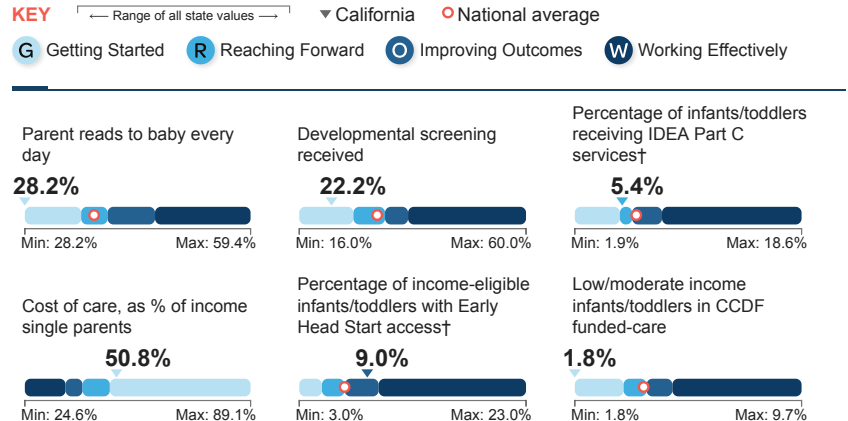 KEY
Range of all state values
California
National average
G Getting Started
R Reaching Forward
O Improving Outcomes
W Working Effectively
Parent reads to baby every
day
28.2%
Min: 28.2%
Max: 59.4%
Developmental screening
received
22.2%
Min: 16.0%
Max: 60.0%
Percentage of infants/toddlers
receiving IDEA Part C
services†
5.4%
Min: 1.9%
Max: 18.6%
Cost of care, as % of income
single parents
50.8%
Min: 24.6%
Max: 89.1%
Percentage of income-eligible
infants/toddlers with Early
Head Start access†
9.0%
Min: 3.0%
Max: 23.0%
Low/moderate income
infants/toddlers in CCDF
funded-care
1.8%
Min: 1.8%
Max: 9.7%